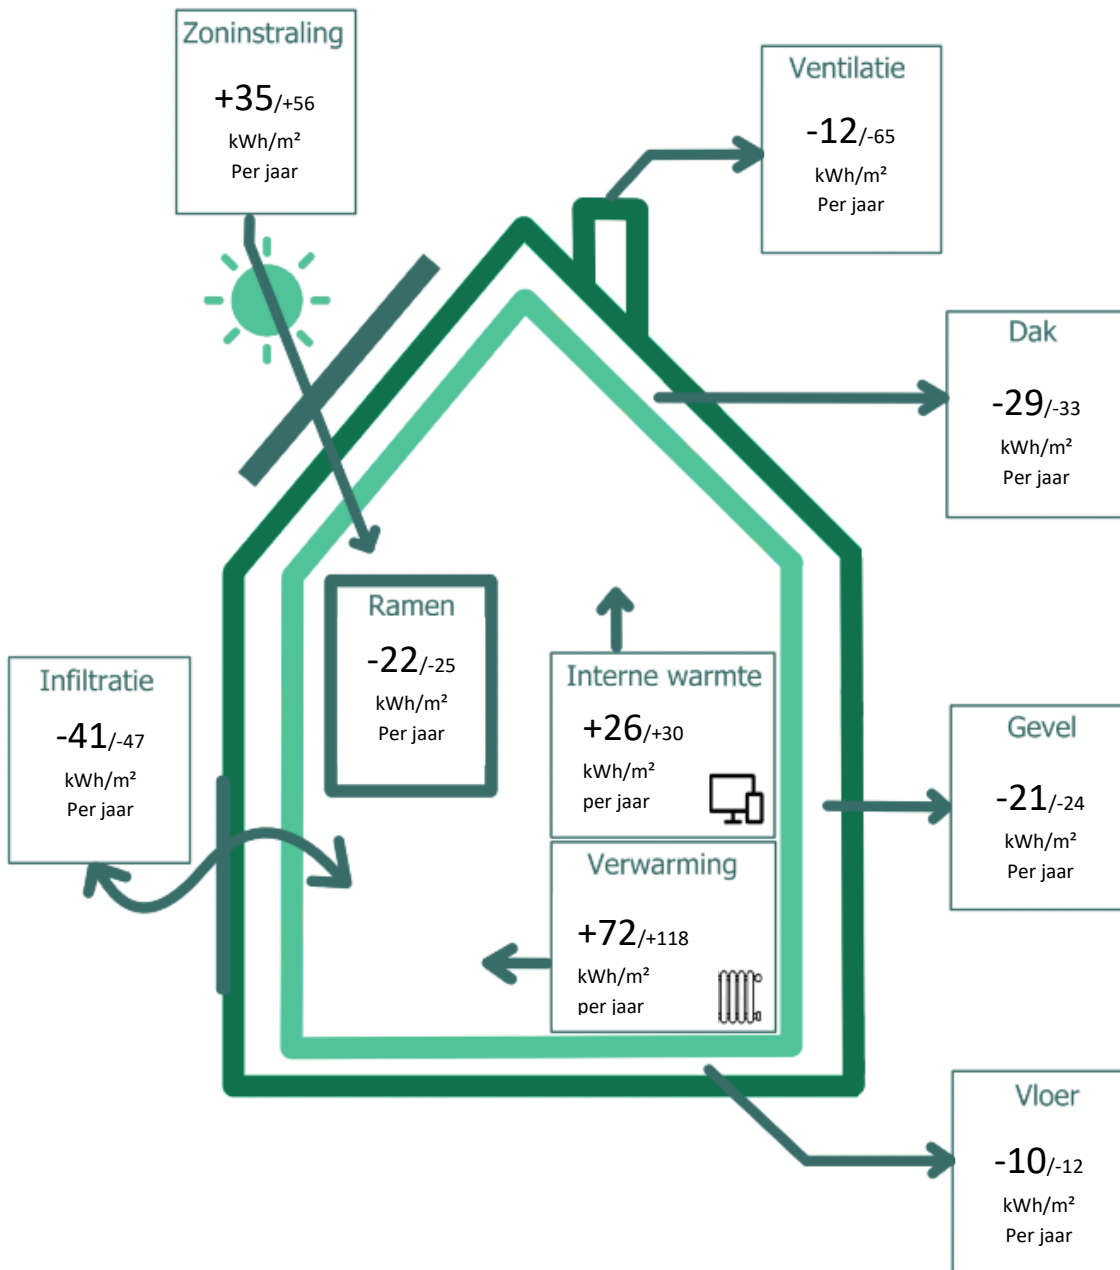 Zoninstraling
+35/+56
kWh/m²
Per jaar
Ventilatie
-12/-65
kWh/m²
Per jaar
Dak
-29/-33
kWh/m²
Per jaar
Ramen
-22/-25
kWh/m²
Per jaar
Infiltratie
-41/-47
kWh/m²
Per jaar
Interne warmte
+26/+30
kWh/m²
per jaar
Gevel
-21/-24
kWh/m²
Per jaar
Verwarming
+72/+118
kWh/m²
per jaar
Vloer
-10/-12
kWh/m²
Per jaar